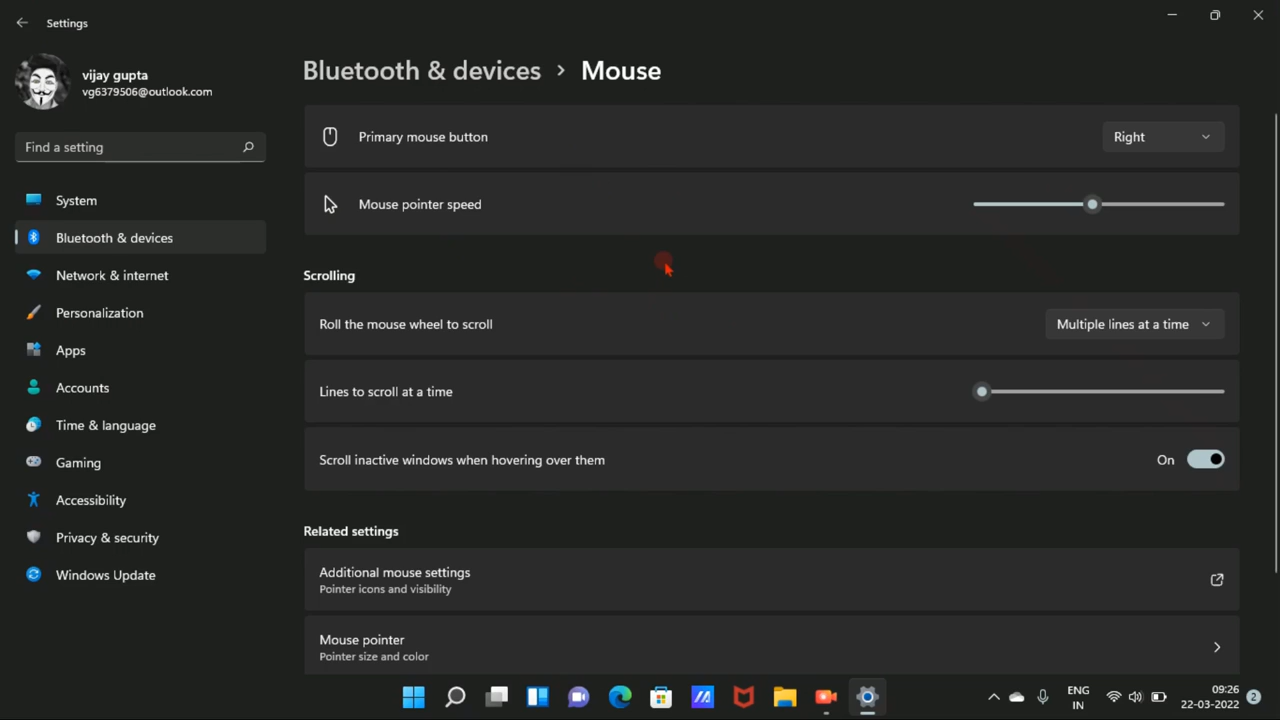 Settings
vijay gupta
vg6379506@outlook.com
Find a setting
System
Bluetooth & devices
Network & internet
Personalization
Apps
Accounts
Time & language
Gaming
Accessibility
Privacy & security
Windows Update
Bluetooth & devices › Mouse
Primary mouse button
Right
Mouse pointer speed
Scrolling
Roll the mouse wheel to scroll
Multiple lines at a time
Lines to scroll at a time
Scroll inactive windows when hovering over them
On
Related settings
Additional mouse settings
Pointer icons and visibility
Mouse pointer
Pointer size and color
ENG
IN
09:26
22-03-2022
2